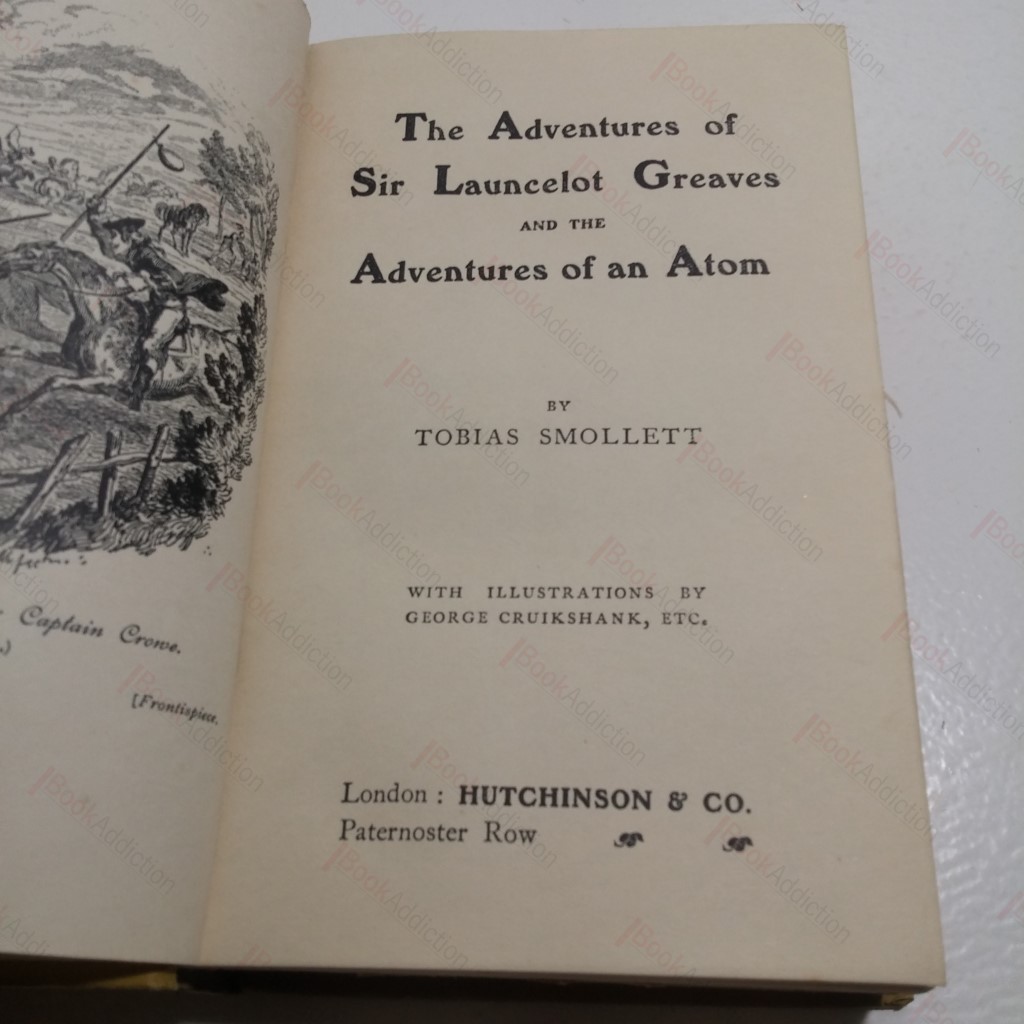 Captain Crowe.
[Frontispiece.
The Adventures of
Sir Launcelot Greaves
AND THE
Adventures of an Atom
BY
TOBIAS SMOLLETT
WITH ILLUSTRATIONS BY
GEORGE CRUIKSHANK, ETC.
London: HUTCHINSON & CO.
Paternoster Row
BookAddiction